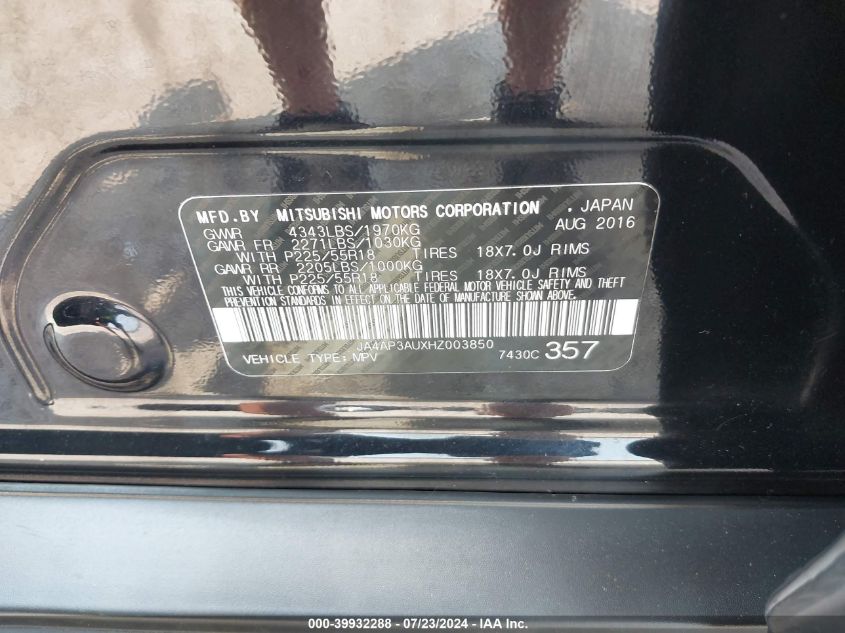 MFD.BY MITSUBISHI MOTORS CORPORATION , JAPAN
GVWR 4343LBS/1970KG AUG 2016
GAWR FR 2271LBS/1030KG
WITH P225/55R18 TIRES 18X7.0J RIMS
GAWR RR 2205LBS/1000KG
WITH P225/55R18 TIRES 18X7.0J RIMS
THIS VEHICLE CONFORMS TO ALL APPLICABLE FEDERAL MOTOR VEHICLE SAFETY AND THEFT
PREVENTION STANDARDS IN EFFECT ON THE DATE OF MANUFACTURE SHOWN ABOVE.
JA4AP3AUXHZ003850
VEHICLE TYPE: MPV 7430C 357
000-39932288 - 07/23/2024 - IAA, Inc.